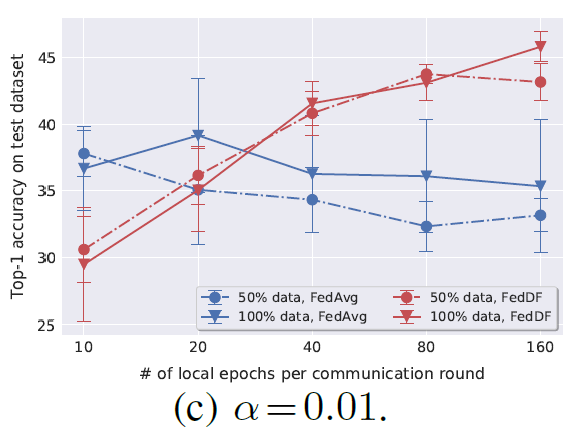 Top-1 accuracy on test dataset
45
40
35
30
25
50% data, FedAvg
50% data, FedDF
100% data, FedAvg
100% data, FedDF
10 20 40 80 160
# of local epochs per communication round
(c) α=0.01.